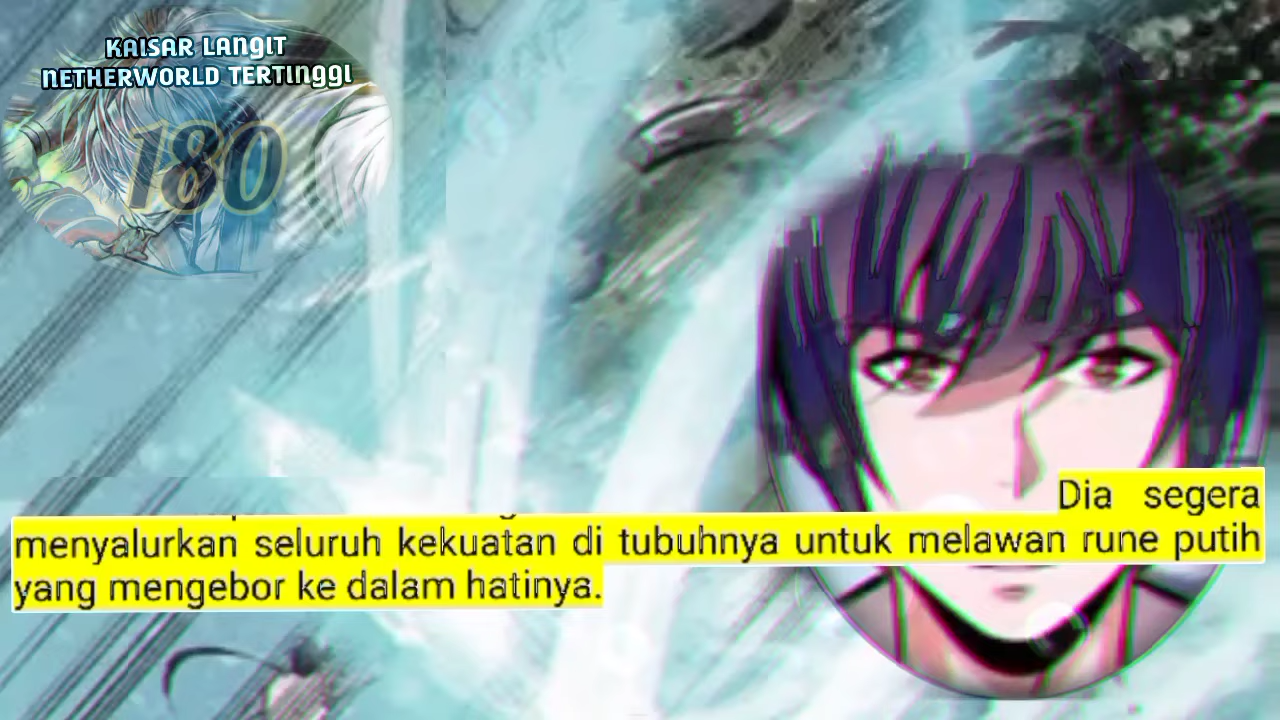 KAISAR LANGIT
NETHERWORLD TERTINGGI
180
Dia segera
menyalurkan seluruh kekuatan di tubuhnya untuk melawan rune putih
yang mengebor ke dalam hatinya.